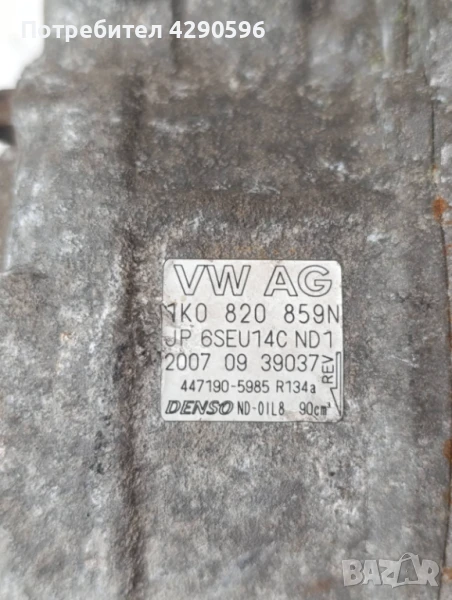 Потребител 4290596
VW AG
1K0 820 859N
JP 6SEU14C ND1
2007 09 39037
REV
447190-5985 R134a
DENSO ND-OIL8 90cm³
BAZAR